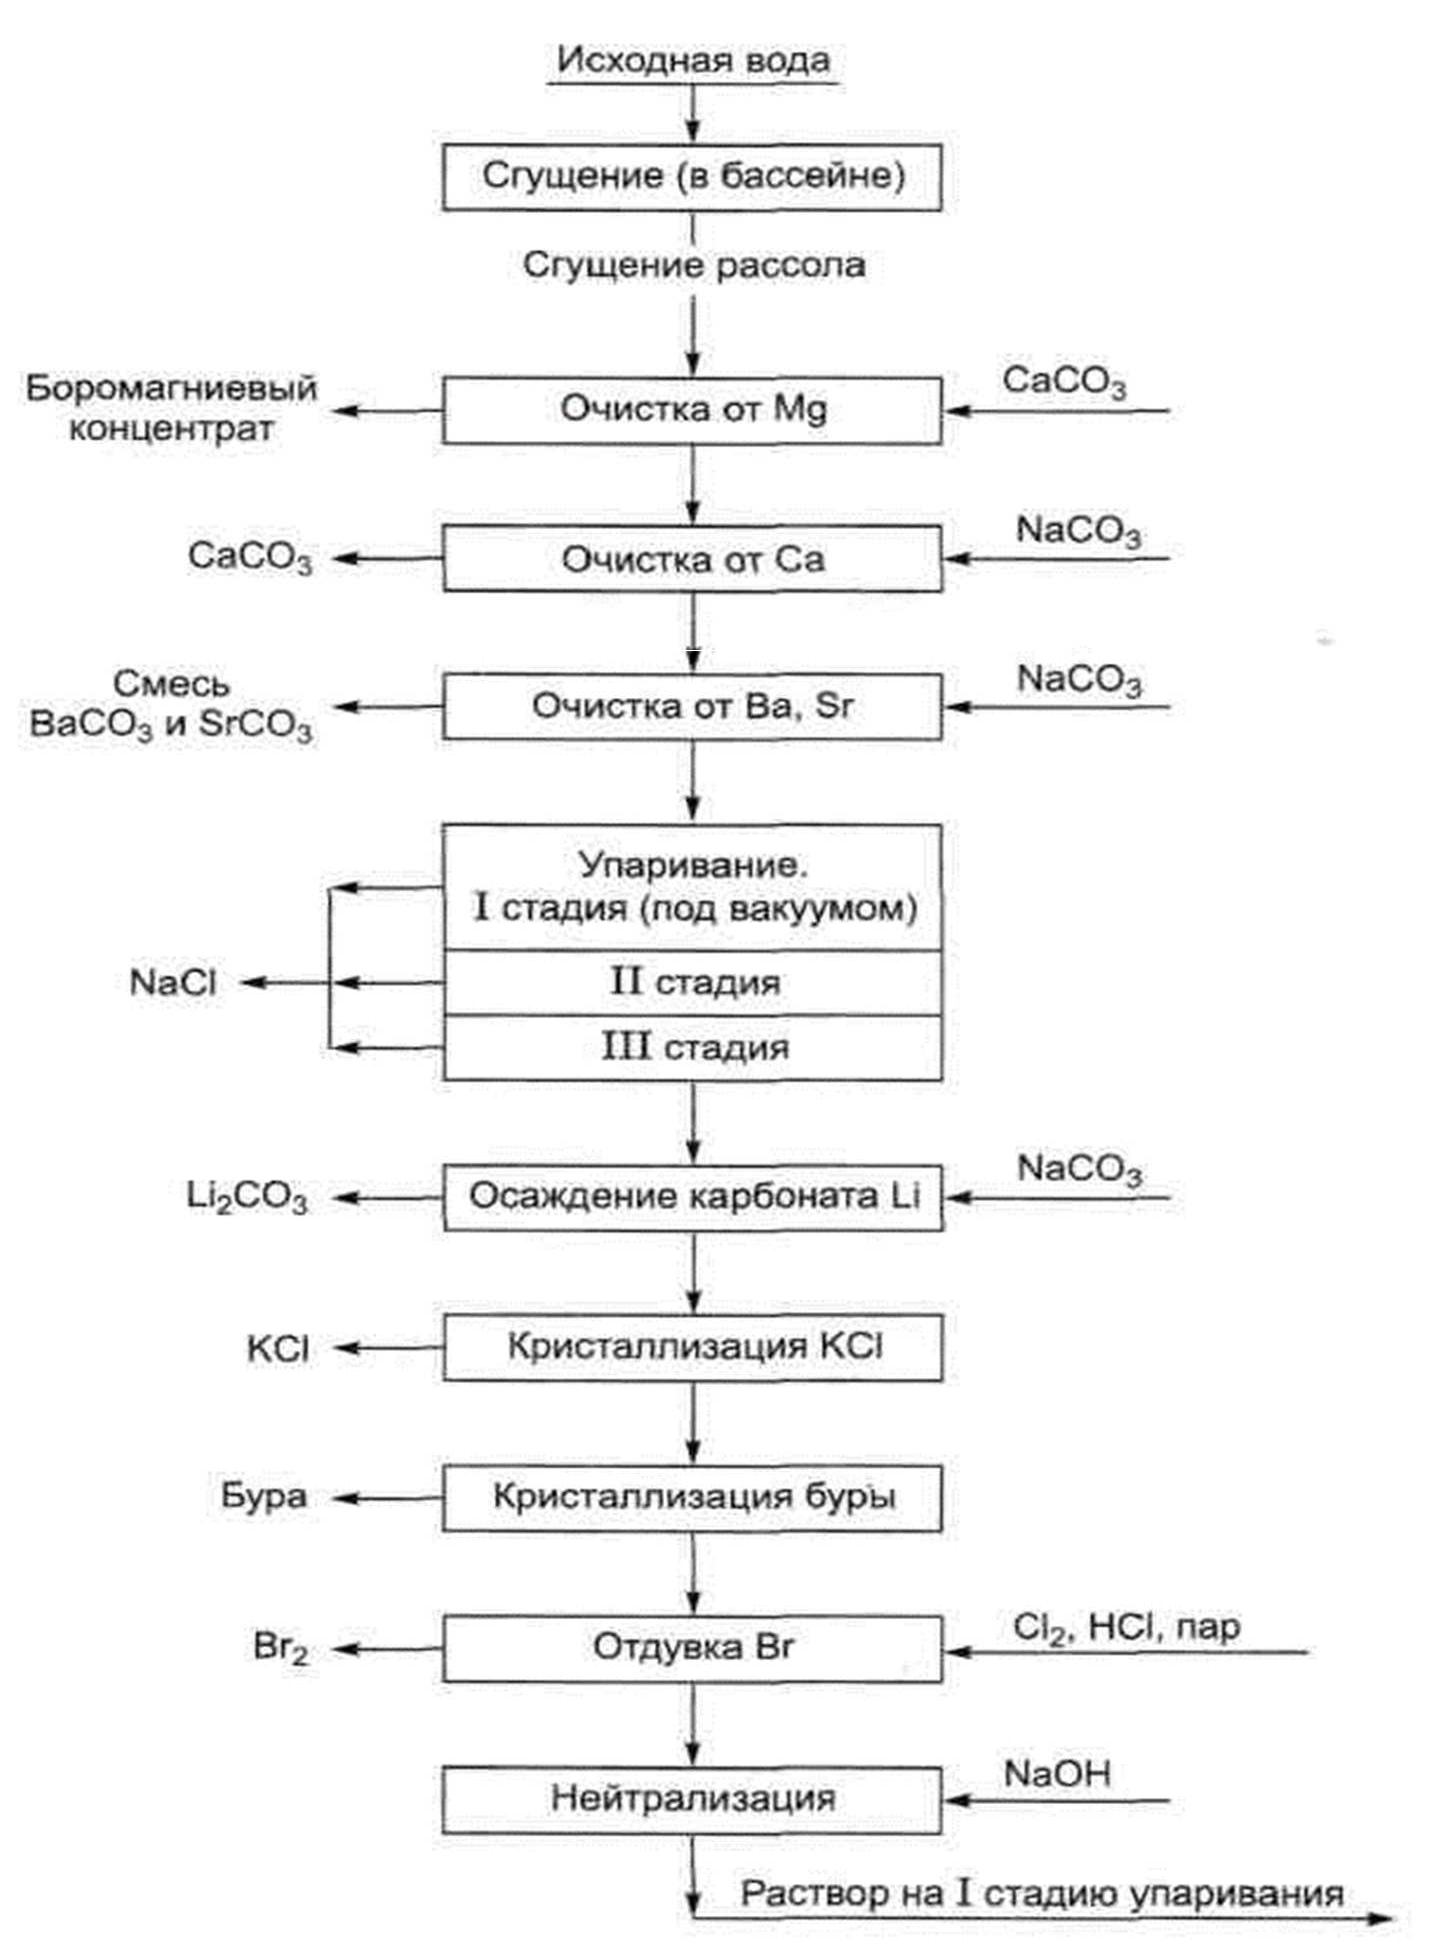 Исходная вода
Сгущение (в бассейне)
Сгущение рассола
Боромагниевый
концентрат
Очистка от Mg
CaCO₃
CaCO₃
Очистка от Ca
NaCO₃
Смесь
BaCO₃ и SrCO₃
Очистка от Ba, Sr
NaCO₃
Упаривание.
I стадия (под вакуумом)
NaCl
II стадия
III стадия
Li₂CO₃
Осаждение карбоната Li
NaCO₃
KCl
Кристаллизация KCl
Бура
Кристаллизация буры
Br₂
Отдувка Br
Cl₂, HCl, пар
Нейтрализация
NaOH
Раствор на I стадию упаривания